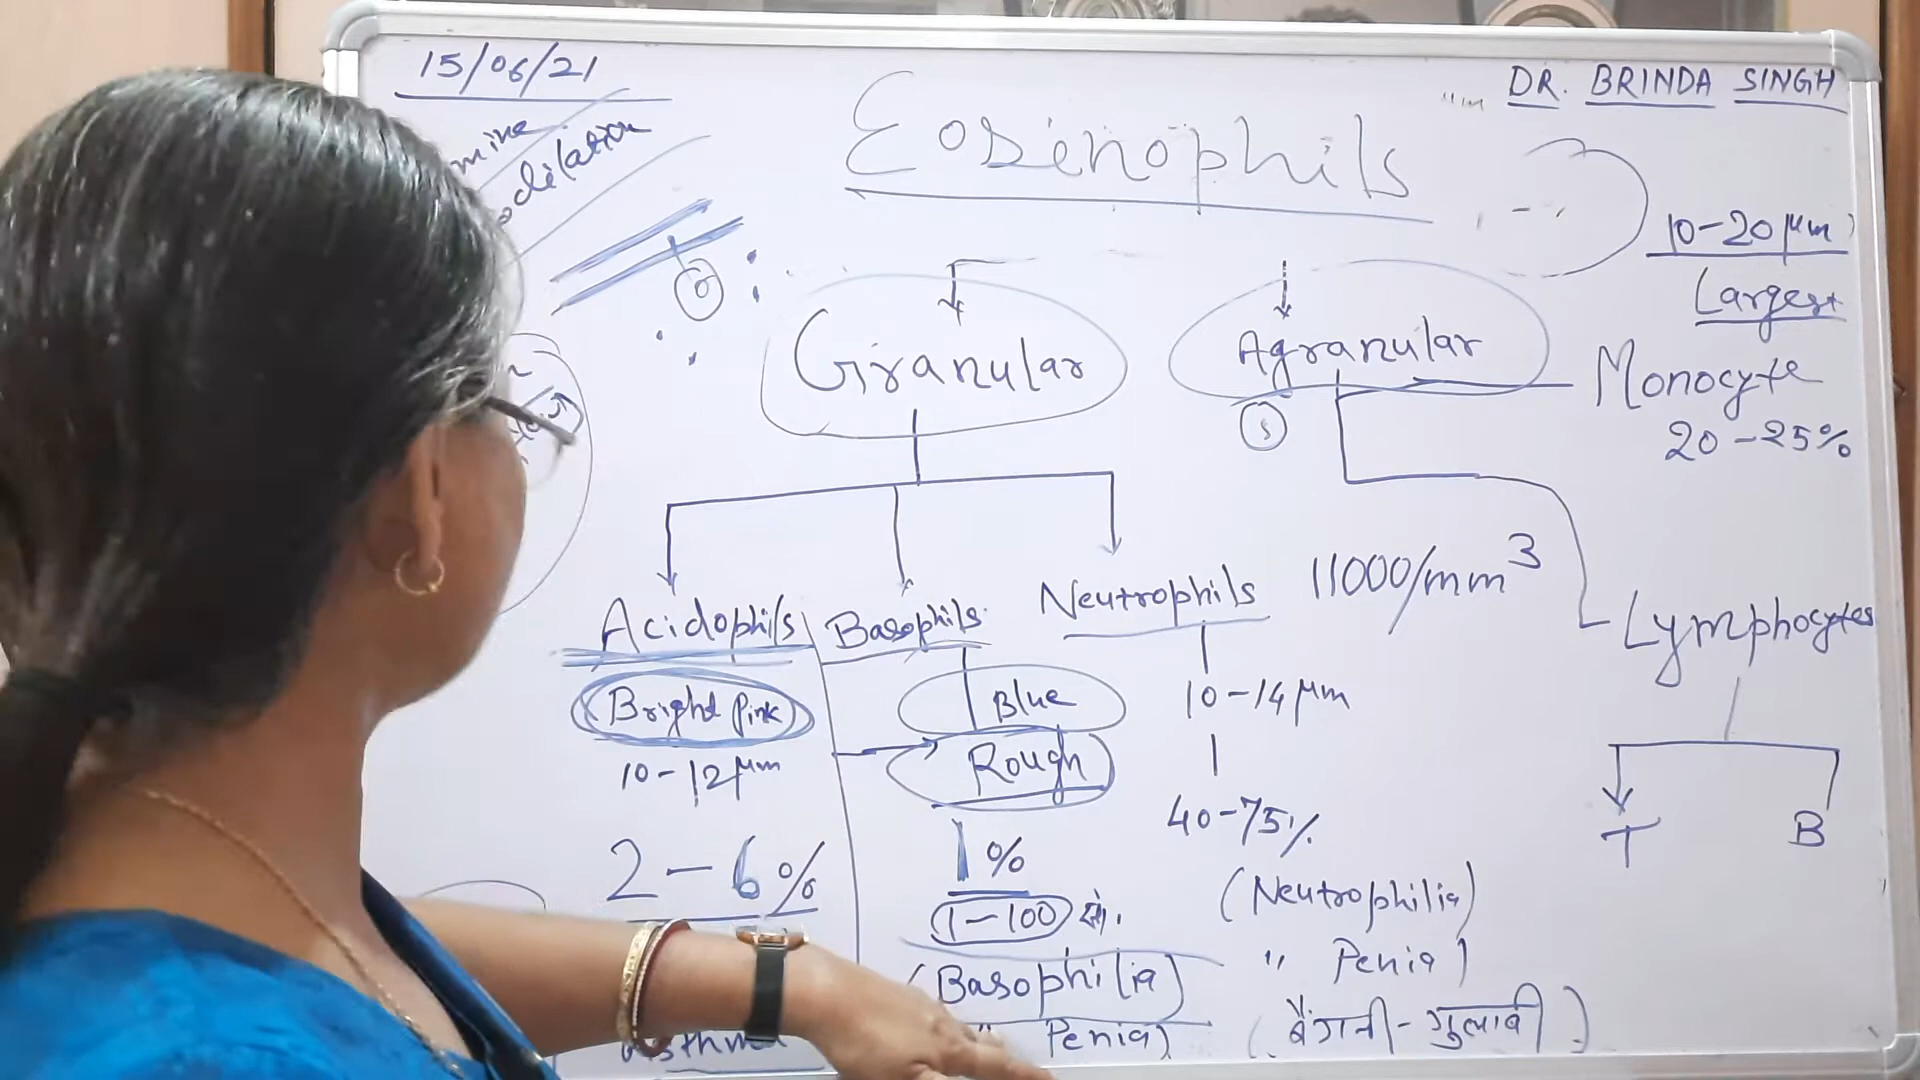 15/06/21
DR. BRINDA SINGH
dilation
Eosinophils
10-20 μm
Largest
Granular
Agranular
Monocyte
20-25%
Acidophils
Basophils
Neutrophils
11000/mm³
Lymphocytes
Bright Pink
Blue
10-14 μm
10-12 μm
Rough
40-75%
T
B
2-6%
1%
1-100
(Neutrophilia)
(Basophilia)
" Penia)
Asthma
" Penia)
(बैंगनी-गुलाबी)